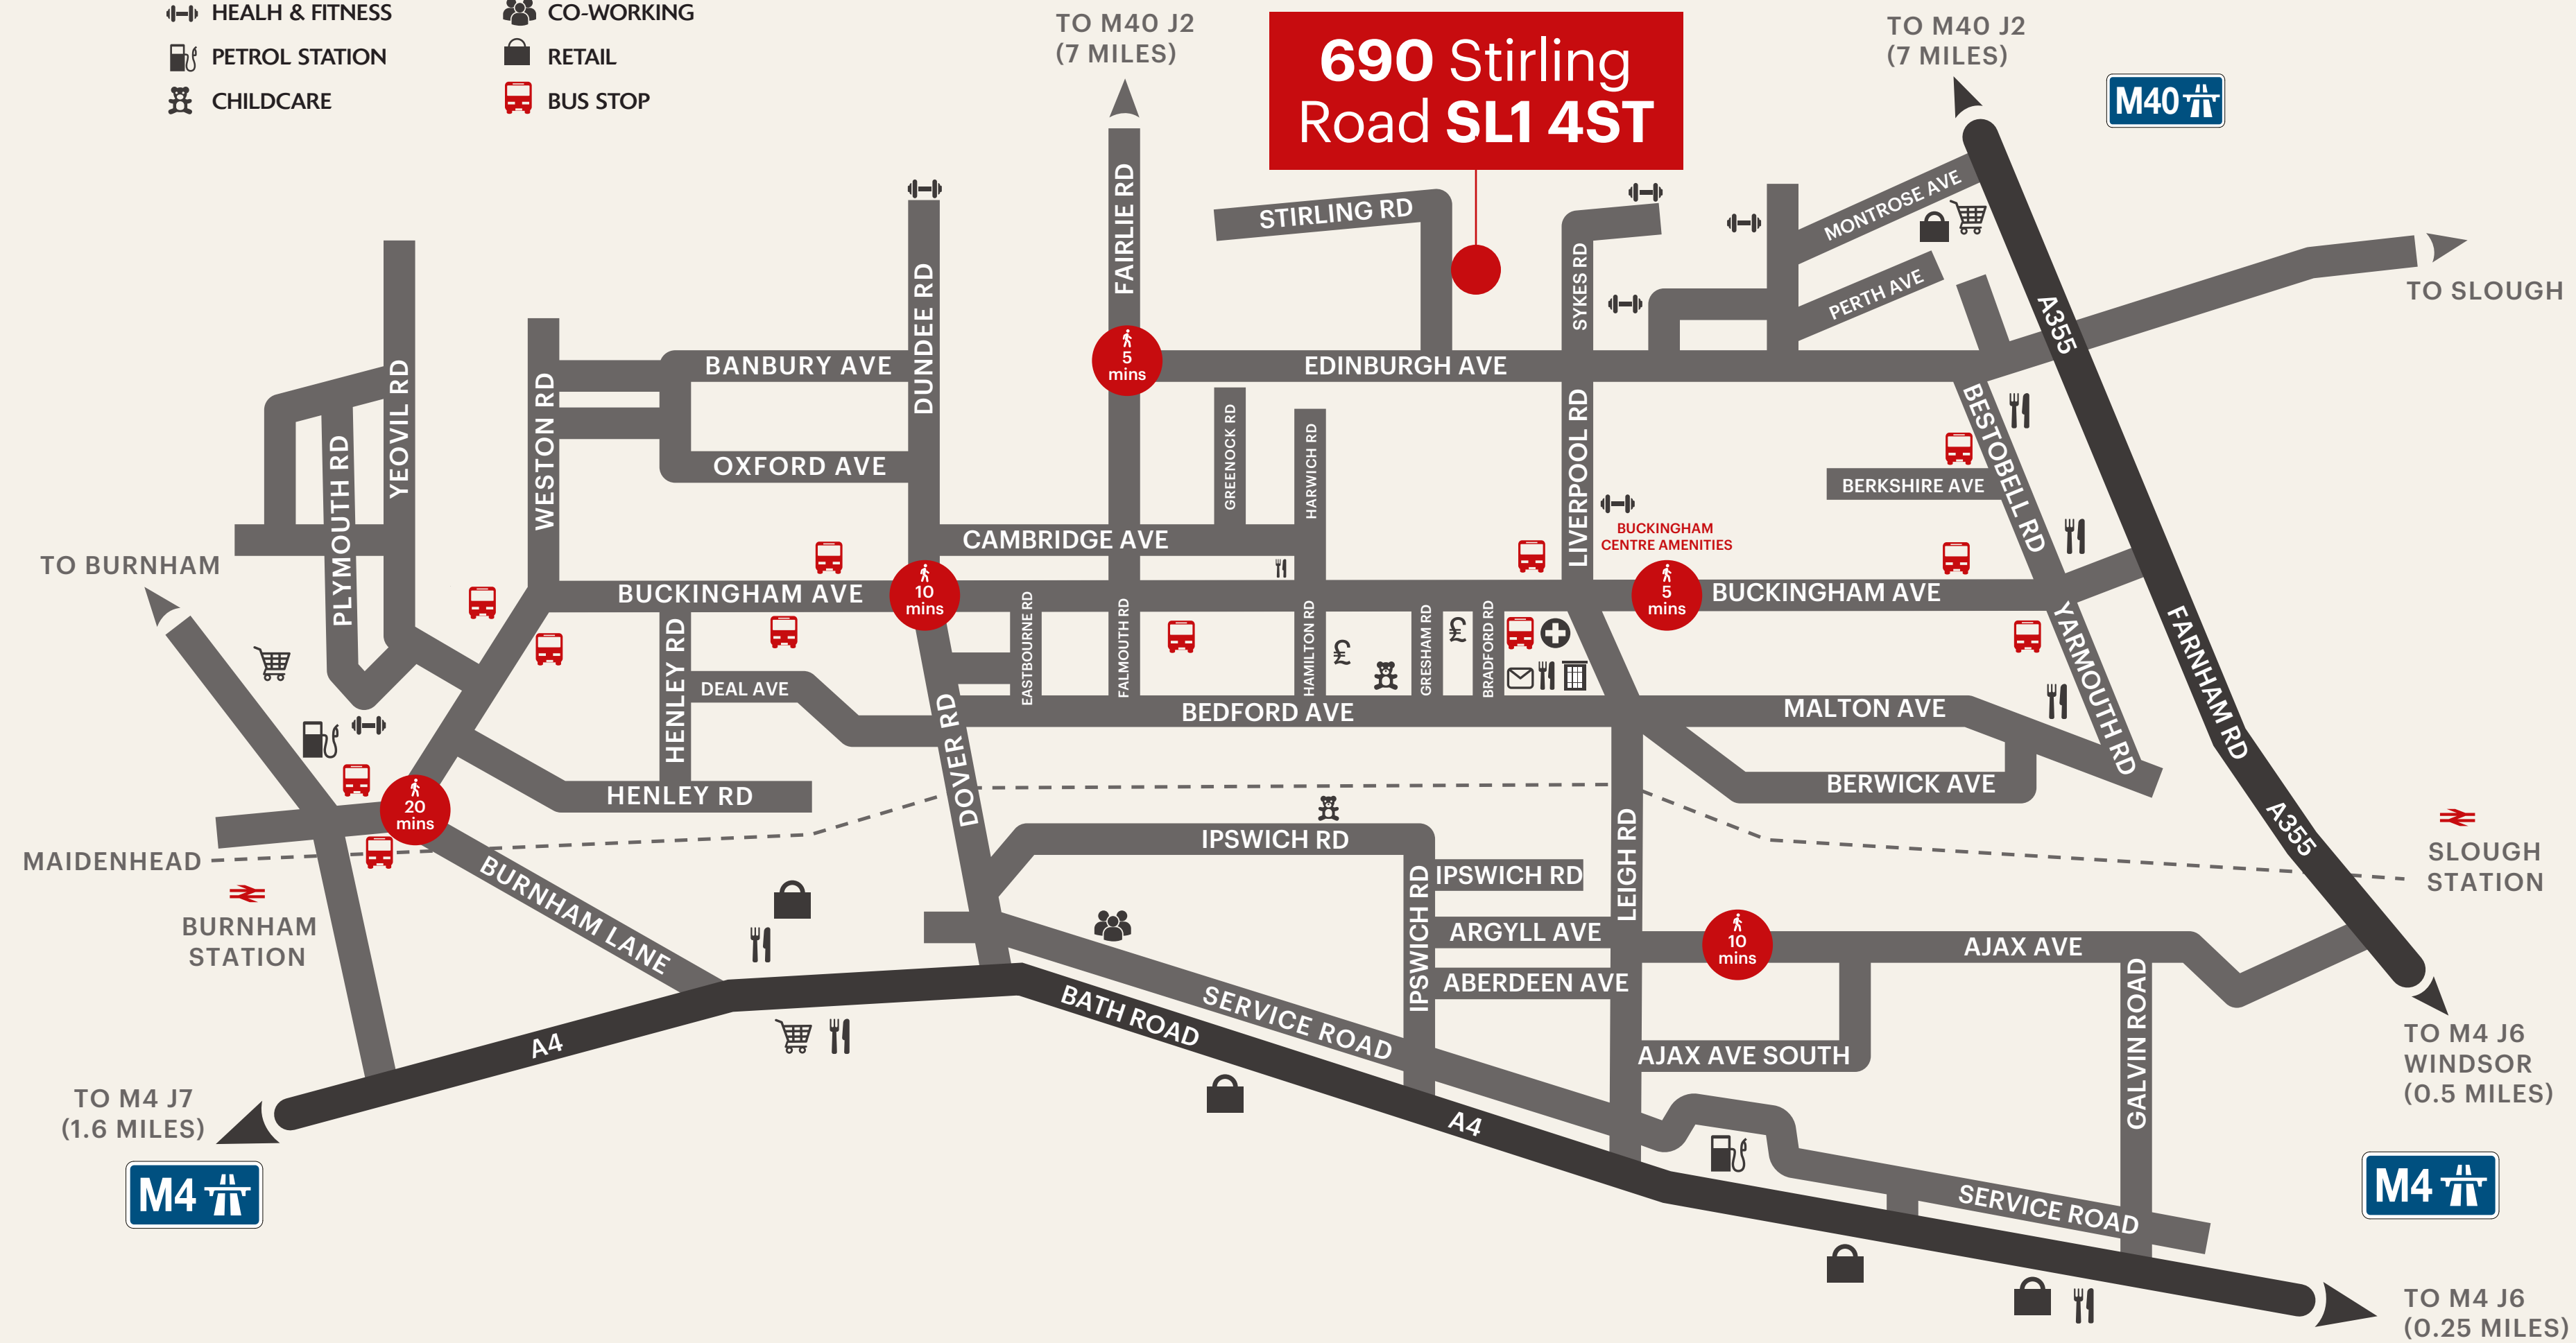 HEALH & FITNESS
CO-WORKING
PETROL STATION
RETAIL
CHILDCARE
BUS STOP
TO M40 J2
(7 MILES)
690 Stirling
Road SL1 4ST
TO M40 J2
(7 MILES)
M40
STIRLING RD
FAIRLIE RD
DUNDEE RD
SYKES RD
MONTROSE AVE
PERTH AVE
A355
TO SLOUGH
5
mins
EDINBURGH AVE
BANBURY AVE
OXFORD AVE
YEOVIL RD
WESTON RD
PLYMOUTH RD
GREENOCK RD
HARWICH RD
LIVERPOOL RD
BESTOBELL RD
BERKSHIRE AVE
CAMBRIDGE AVE
BUCKINGHAM
CENTRE AMENITIES
TO BURNHAM
BUCKINGHAM AVE
10
mins
5
mins
BUCKINGHAM AVE
EASTBOURNE RD
FALMOUTH RD
HAMILTON RD
£
GRESHAM RD
£
BRADFORD RD
YARMOUTH RD
FARNHAM RD
HENLEY RD
DEAL AVE
DOVER RD
BEDFORD AVE
MALTON AVE
BERWICK AVE
HENLEY RD
20
mins
MAIDENHEAD
BURNHAM
STATION
BURNHAM LANE
IPSWICH RD
IPSWICH RD
IPSWICH RD
LEIGH RD
ARGYLL AVE
ABERDEEN AVE
10
mins
AJAX AVE
AJAX AVE SOUTH
GALVIN ROAD
A355
SLOUGH
STATION
A4
BATH ROAD
SERVICE ROAD
A4
SERVICE ROAD
TO M4 J7
(1.6 MILES)
M4
TO M4 J6
WINDSOR
(0.5 MILES)
M4
TO M4 J6
(0.25 MILES)